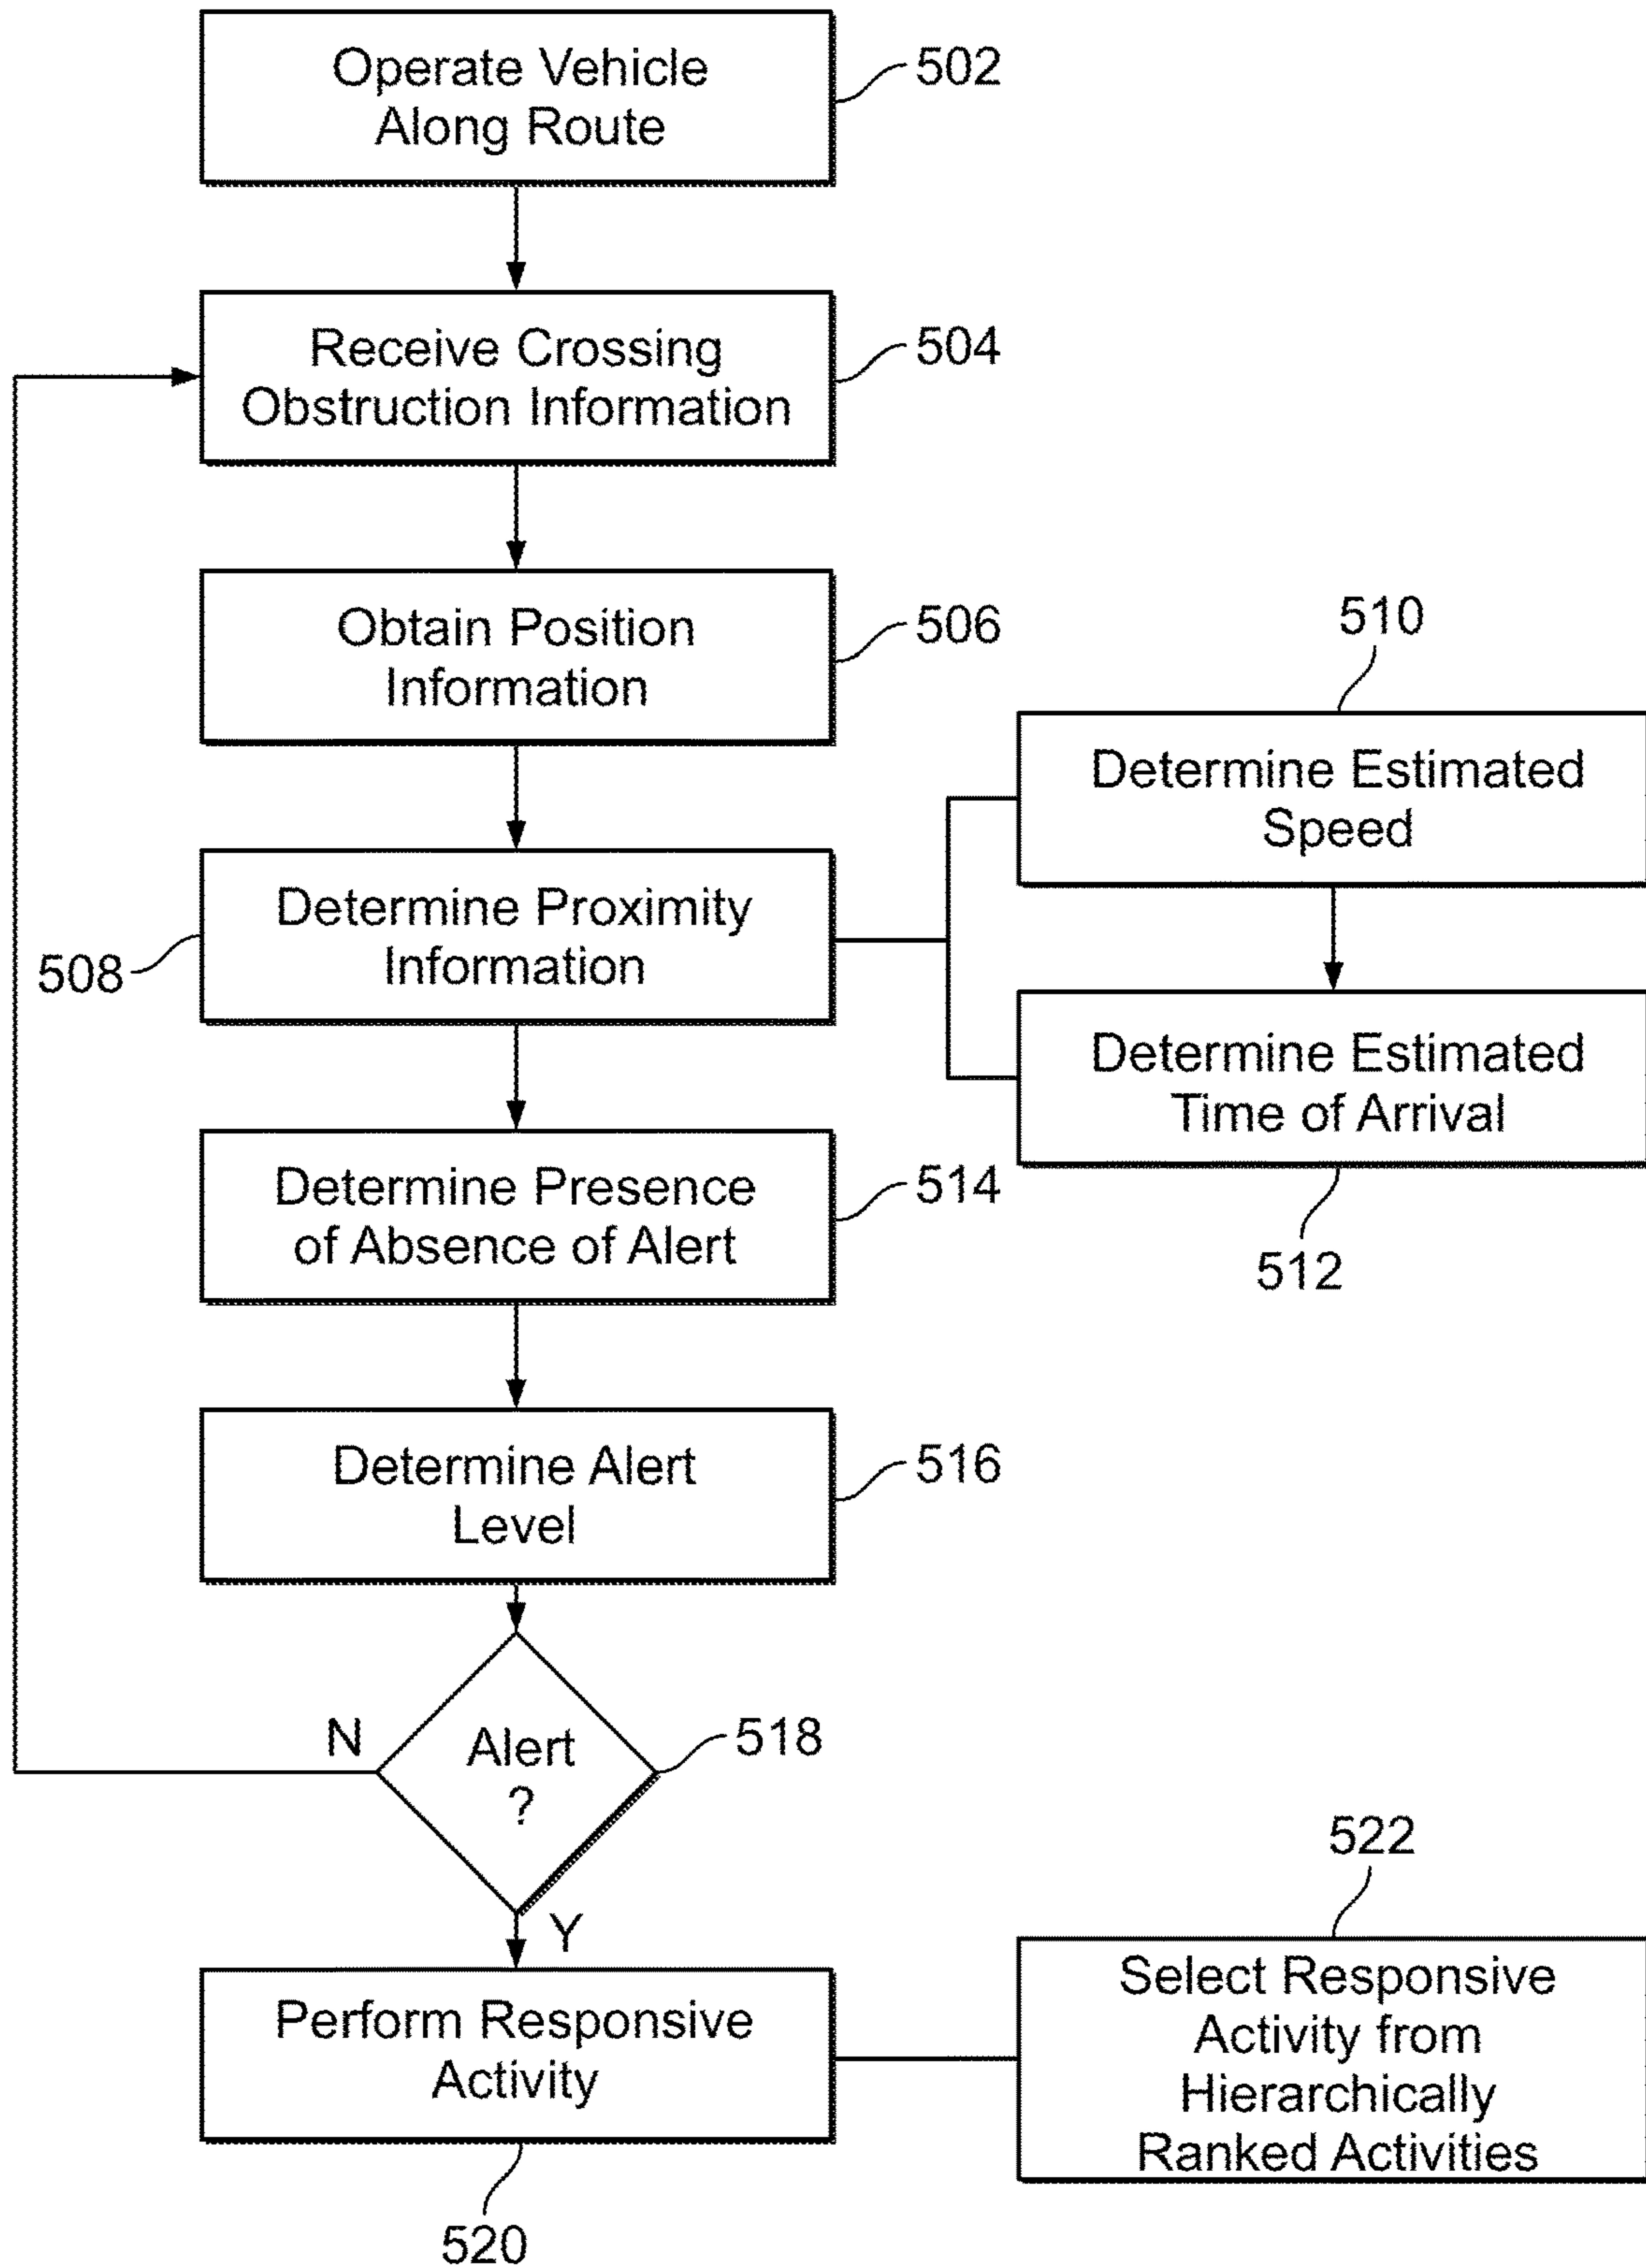 Operate Vehicle
Along Route
502
Receive Crossing
Obstruction Information
504
Obtain Position
Information
506
Determine Proximity
Information
508
510
Determine Estimated
Speed
Determine Estimated
Time of Arrival
512
Determine Presence
of Absence of Alert
514
Determine Alert
Level
516
N
Alert
?
518
Y
Perform Responsive
Activity
520
522
Select Responsive
Activity from
Hierarchically
Ranked Activities